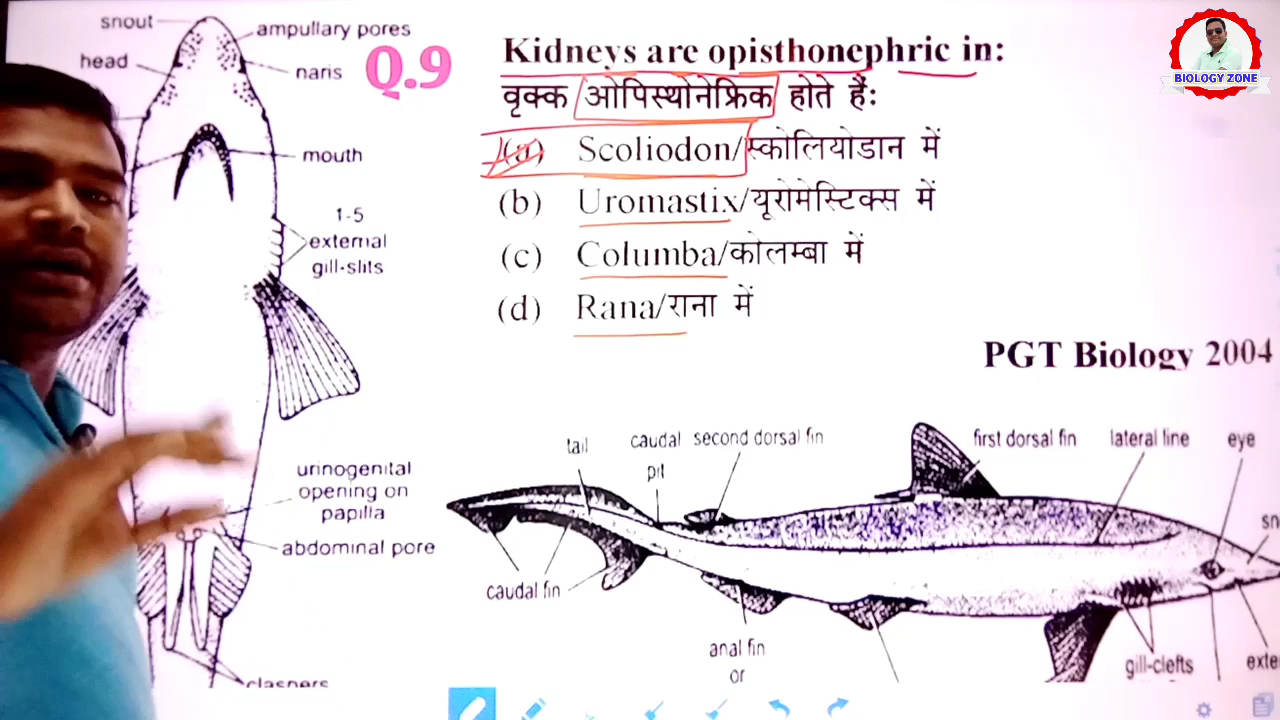 snout
ampullary pores
head
naris
Q.9
mouth
1-5
external
gill-slits
urinogenital
opening on
papilla
abdominal pore
claspers
Kidneys are opisthonephric in:
वृक्क ओपिस्थोनेफ्रिक होते हैं:
(a) Scoliodon/स्कोलियोडान में
(b) Uromastix/यूरोमेस्टिक्स में
(c) Columba/कोलम्बा में
(d) Rana/राना में
PGT Biology 2004
BIOLOGY ZONE
tail
caudal
pit
second dorsal fin
first dorsal fin
lateral line
eye
sn
caudal fin
anal fin
or
gill-clefts
exte